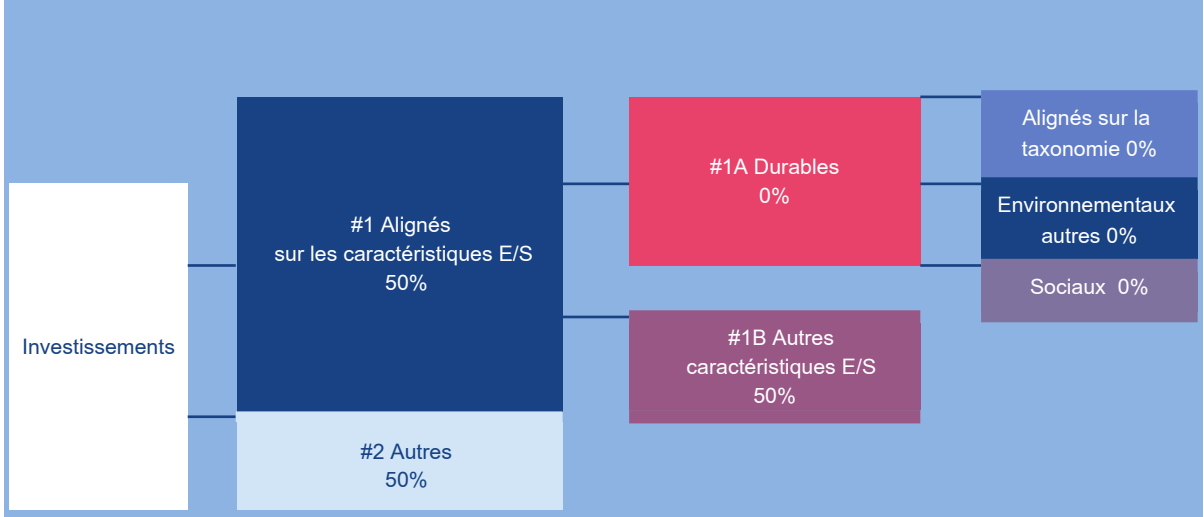 Investissements
#1 Alignés
sur les caractéristiques E/S
50%
#2 Autres
50%
#1A Durables
0%
#1B Autres
caractéristiques E/S
50%
Alignés sur la
taxonomie 0%
Environnementaux
autres 0%
Sociaux 0%